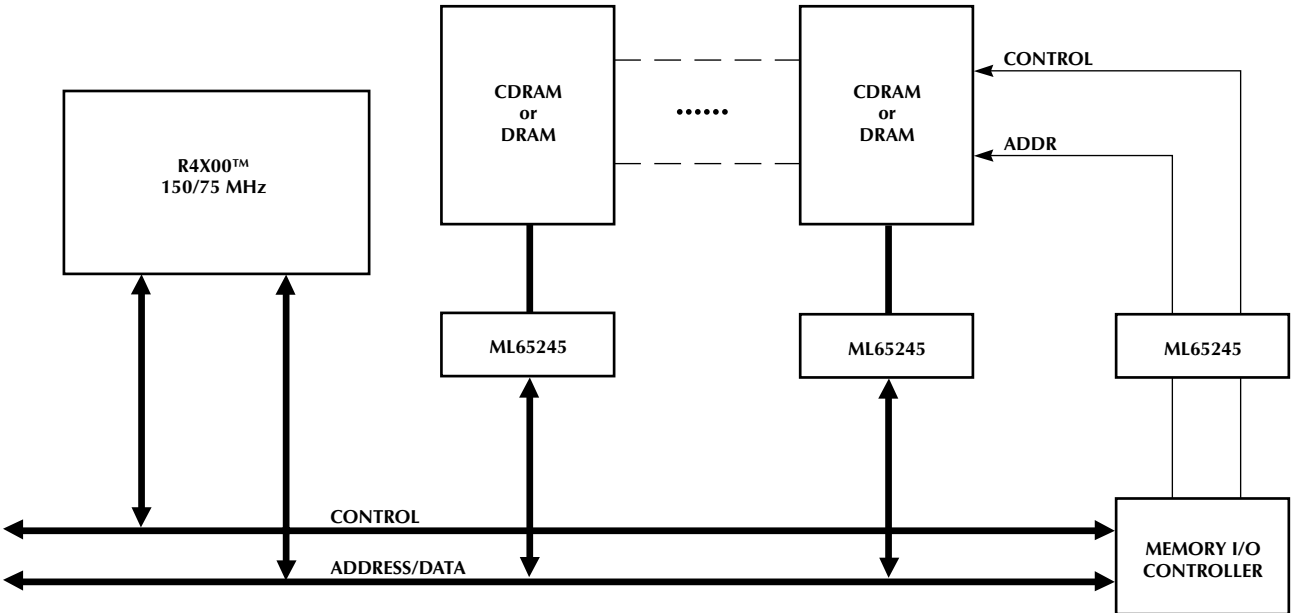 R4X00™
150/75 MHz
CDRAM
or
DRAM
......
CDRAM
or
DRAM
CONTROL
ADDR
ML65245
ML65245
ML65245
CONTROL
ADDRESS/DATA
MEMORY I/O
CONTROLLER